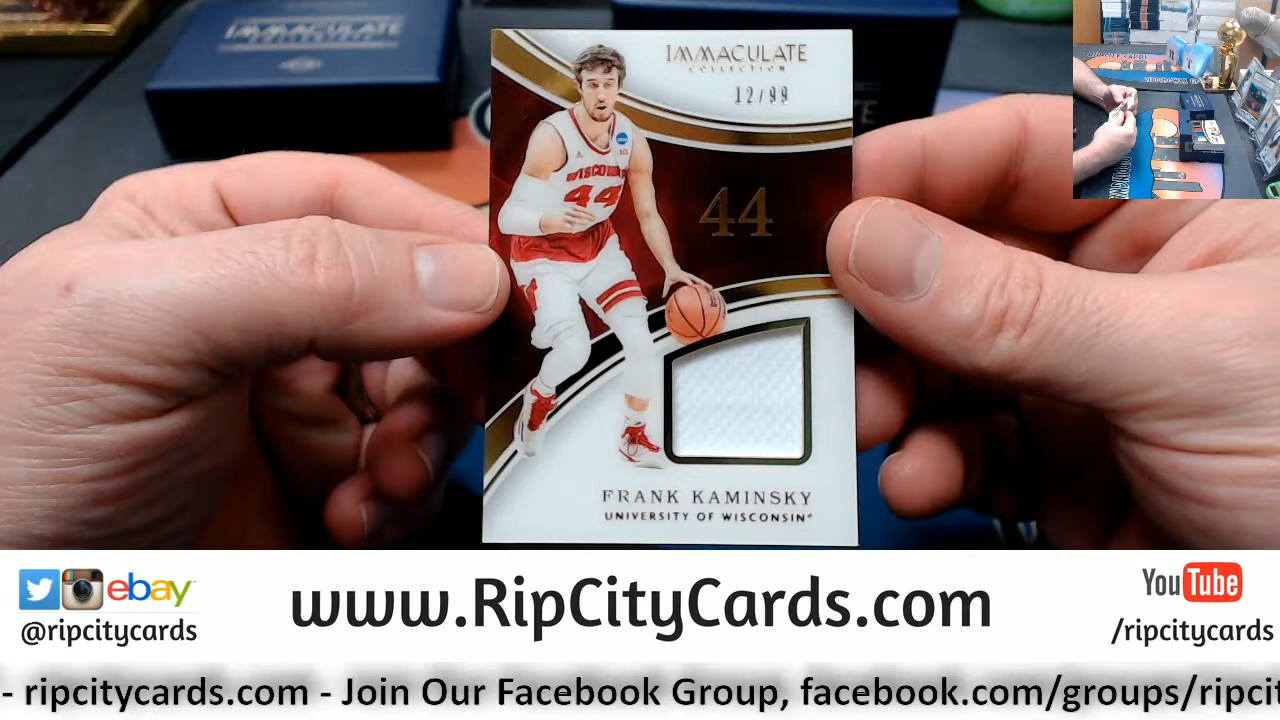 IMMACULATE
COLLECTION
12/99
WISCONSIN
44
44
FRANK KAMINSKY
UNIVERSITY OF WISCONSIN
ebay
@ripcitycards
www.RipCityCards.com
YouTube
/ripcitycards
- ripcitycards.com - Join Our Facebook Group, facebook.com/groups/ripcit